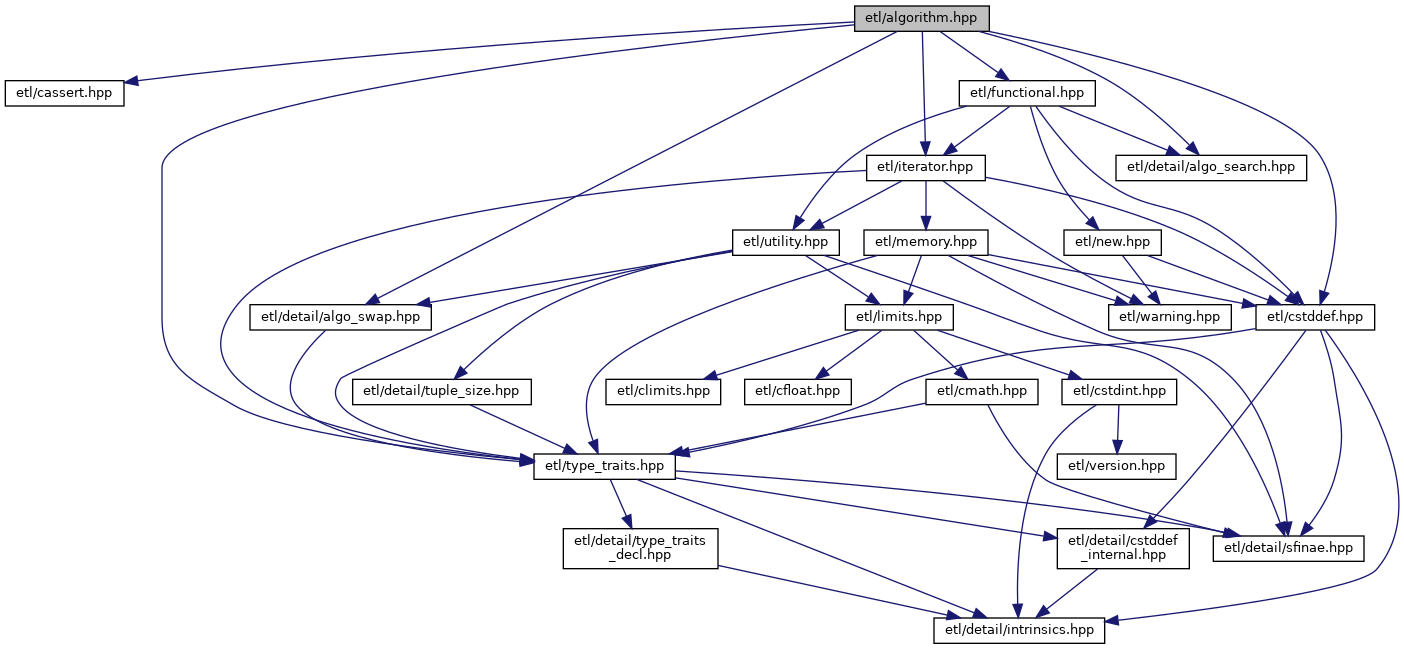 etl/algorithm.hpp
etl/cassert.hpp
etl/functional.hpp
etl/iterator.hpp
etl/detail/algo_search.hpp
etl/utility.hpp
etl/memory.hpp
etl/new.hpp
etl/detail/algo_swap.hpp
etl/limits.hpp
etl/warning.hpp
etl/cstddef.hpp
etl/detail/tuple_size.hpp
etl/climits.hpp
etl/cfloat.hpp
etl/cmath.hpp
etl/cstdint.hpp
etl/type_traits.hpp
etl/version.hpp
etl/detail/type_traits
_decl.hpp
etl/detail/cstddef
_internal.hpp
etl/detail/sfinae.hpp
etl/detail/intrinsics.hpp